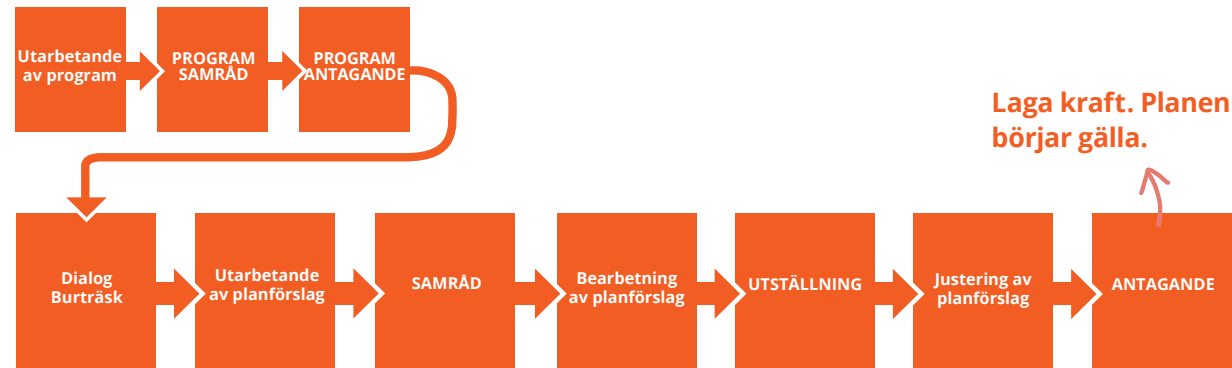 Utarbetande
av program
PROGRAM
SAMRÅD
PROGRAM
ANTAGANDE
Laga kraft. Planen
börjar gälla.
Dialog
Burträsk
Utarbetande
av planförslag
SAMRÅD
Bearbetning
av planförslag
UTSTÄLLNING
Justering av
planförslag
ANTAGANDE